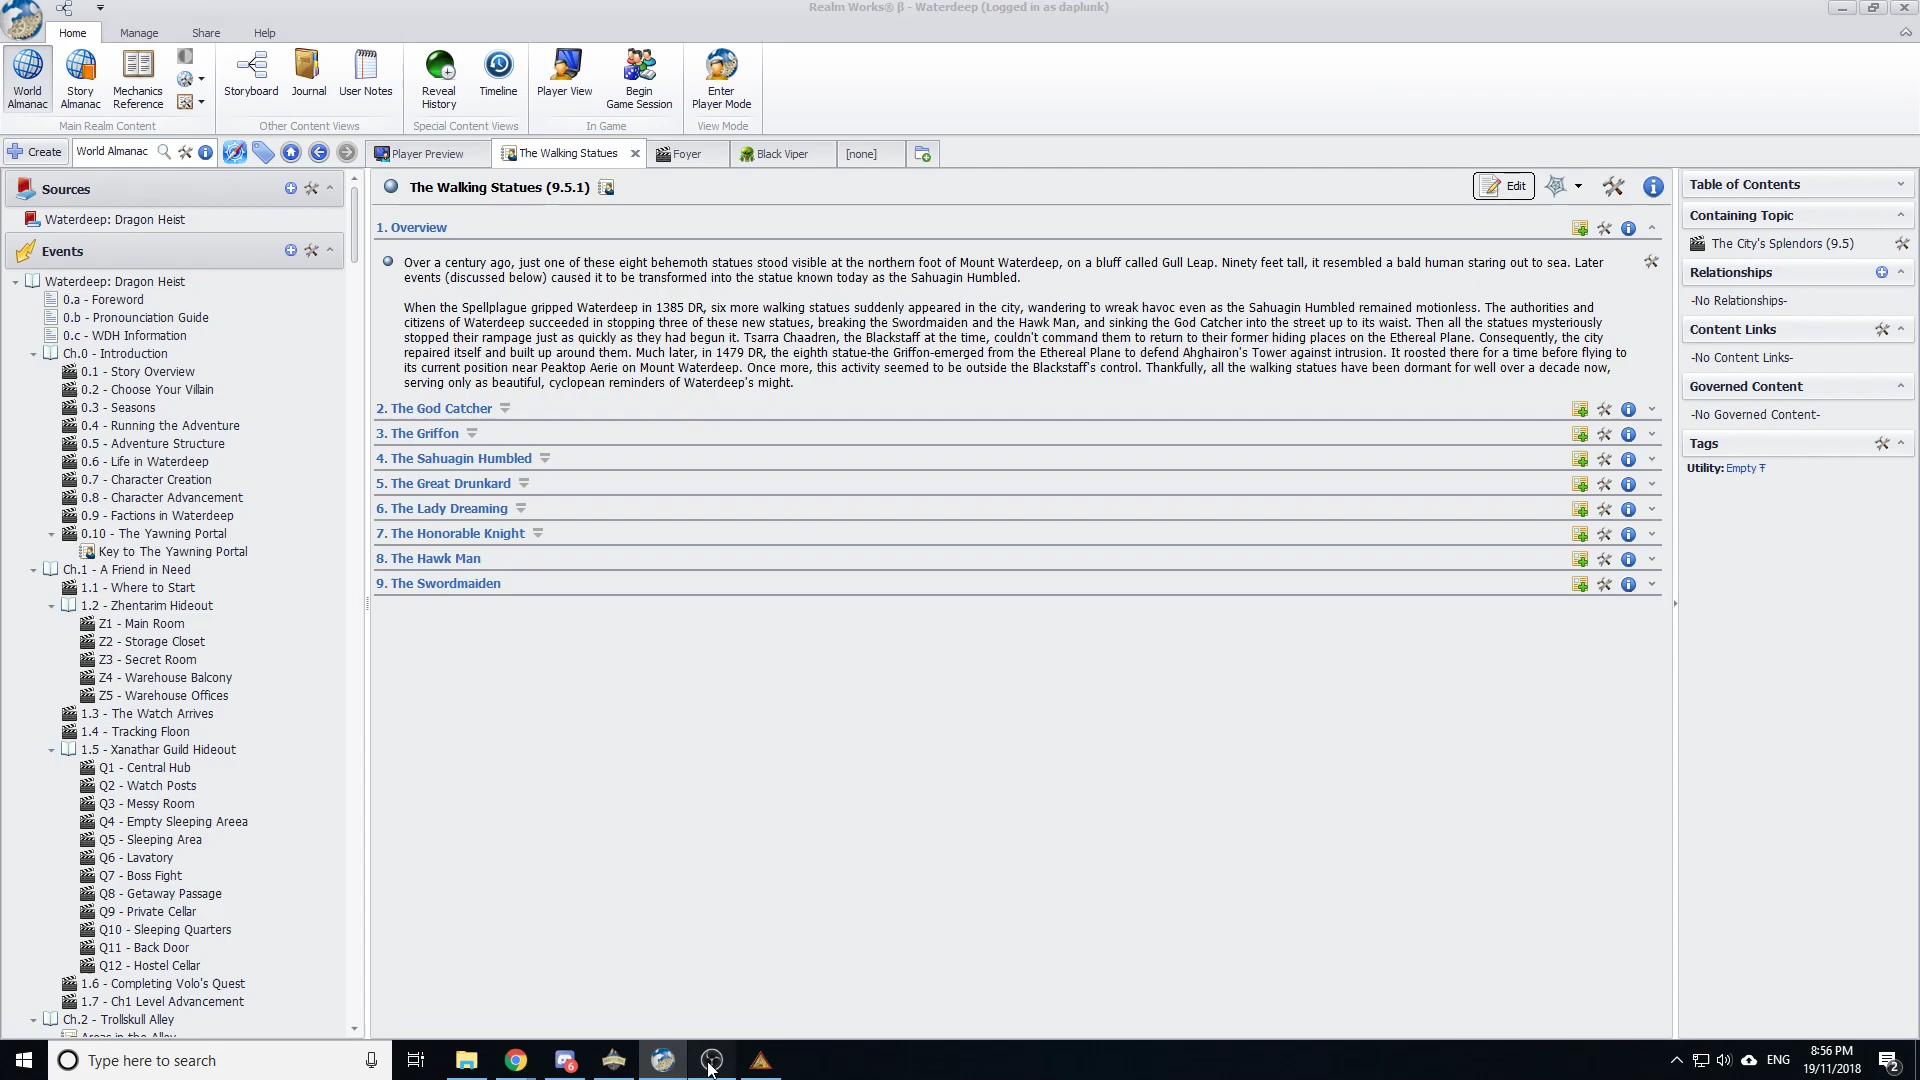 Realm Works® β - Waterdeep (Logged in as daplunk)
Home
Manage
Share
Help
World Almanac
Story Almanac
Mechanics Reference
Storyboard
Journal
User Notes
Reveal History
Timeline
Player View
Begin Game Session
Enter Player Mode
Main Realm Content
Other Content Views
Special Content Views
In Game
View Mode
Create
World Almanac
Player Preview
The Walking Statues
Foyer
Black Viper
[none]
Sources
Waterdeep: Dragon Heist
Events
Waterdeep: Dragon Heist
0.a - Foreword
0.b - Pronounciation Guide
0.c - WDH Information
Ch.0 - Introduction
0.1 - Story Overview
0.2 - Choose Your Villain
0.3 - Seasons
0.4 - Running the Adventure
0.5 - Adventure Structure
0.6 - Life in Waterdeep
0.7 - Character Creation
0.8 - Character Advancement
0.9 - Factions in Waterdeep
0.10 - The Yawning Portal
Key to The Yawning Portal
Ch.1 - A Friend in Need
1.1 - Where to Start
1.2 - Zhentarim Hideout
Z1 - Main Room
Z2 - Storage Closet
Z3 - Secret Room
Z4 - Warehouse Balcony
Z5 - Warehouse Offices
1.3 - The Watch Arrives
1.4 - Tracking Floon
1.5 - Xanathar Guild Hideout
Q1 - Central Hub
Q2 - Watch Posts
Q3 - Messy Room
Q4 - Empty Sleeping Areea
Q5 - Sleeping Area
Q6 - Lavatory
Q7 - Boss Fight
Q8 - Getaway Passage
Q9 - Private Cellar
Q10 - Sleeping Quarters
Q11 - Back Door
Q12 - Hostel Cellar
1.6 - Completing Volo's Quest
1.7 - Ch1 Level Advancement
Ch.2 - Trollskull Alley
The Walking Statues (9.5.1)
Edit
1. Overview
Over a century ago, just one of these eight behemoth statues stood visible at the northern foot of Mount Waterdeep, on a bluff called Gull Leap. Ninety feet tall, it resembled a bald human staring out to sea. Later
events (discussed below) caused it to be transformed into the statue known today as the Sahuagin Humbled.
When the Spellplague gripped Waterdeep in 1385 DR, six more walking statues suddenly appeared in the city, wandering to wreak havoc even as the Sahuagin Humbled remained motionless. The authorities and
citizens of Waterdeep succeeded in stopping three of these new statues, breaking the Swordmaiden and the Hawk Man, and sinking the God Catcher into the street up to its waist. Then all the statues mysteriously
stopped their rampage just as quickly as they had begun it. Tsarra Chaadren, the Blackstaff at the time, couldn't command them to return to their former hiding places on the Ethereal Plane. Consequently, the city
repaired itself and built up around them. Much later, in 1479 DR, the eighth statue-the Griffon-emerged from the Ethereal Plane to defend Ahghairon's Tower against intrusion. It roosted there for a time before flying to
its current position near Peaktop Aerie on Mount Waterdeep. Once more, this activity seemed to be outside the Blackstaff's control. Thankfully, all the walking statues have been dormant for well over a decade now,
serving only as beautiful, cyclopean reminders of Waterdeep's might.
2. The God Catcher
3. The Griffon
4. The Sahuagin Humbled
5. The Great Drunkard
6. The Lady Dreaming
7. The Honorable Knight
8. The Hawk Man
9. The Swordmaiden
Table of Contents
Containing Topic
The City's Splendors (9.5)
Relationships
-No Relationships-
Content Links
-No Content Links-
Governed Content
-No Governed Content-
Tags
Utility: Empty
Type here to search
6
ENG
8:56 PM
19/11/2018
2